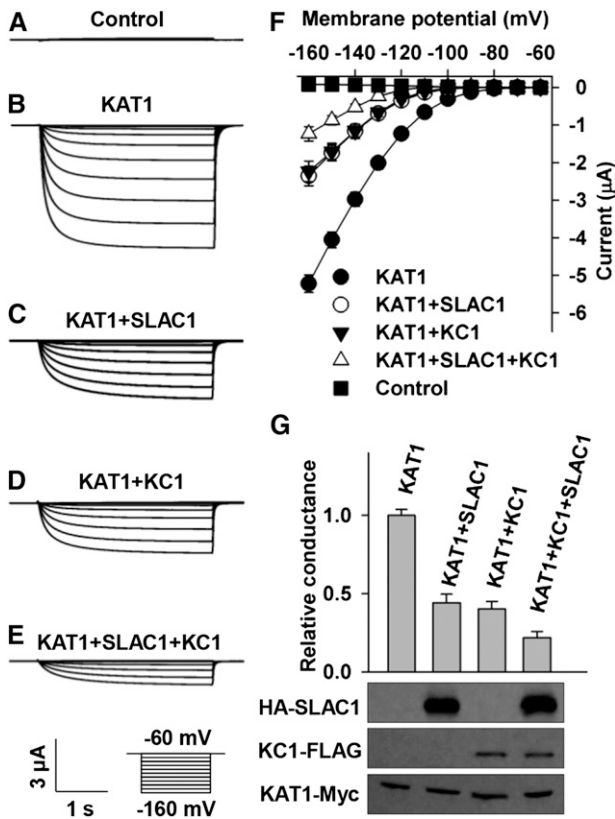 A
Control
B
KAT1
C
KAT1+SLAC1
D
KAT1+KC1
E
KAT1+SLAC1+KC1
3 µA
1 s
-60 mV
-160 mV
F
Membrane potential (mV)
-160 -140 -120 -100 -80 -60
0
-1
-2
-3
-4
-5
-6
Current (µA)
KAT1
KAT1+SLAC1
KAT1+KC1
KAT1+SLAC1+KC1
Control
G
KAT1
KAT1+SLAC1
KAT1+KC1
KAT1+KC1+SLAC1
Relative conductance
1.0
0.5
0.0
HA-SLAC1
KC1-FLAG
KAT1-Myc